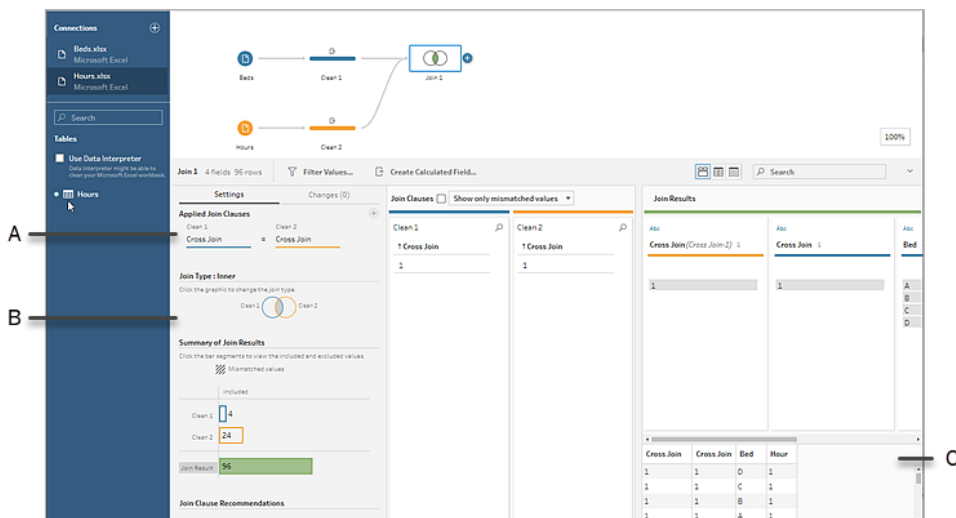 Connections
Beds.xlsx
Microsoft Excel
Hours.xlsx
Microsoft Excel
Search
Tables
Use Data Interpreter
Data Interpreter might be able to
clean your Microsoft Excel workbook.
Hours
Beds
Clean 1
Join 1
Hours
Clean 2
100%
Join 1 4 fields 96 rows
Filter Values...
Create Calculated Field...
Search
Settings
Changes (0)
Applied Join Clauses
Clean 1
Clean 2
Cross Join = Cross Join
Join Type : Inner
Click the graphic to change the join type.
Clean 1
Clean 2
Summary of Join Results
Click the bar segments to view the included and excluded values.
Mismatched values
Included
Clean 1 4
Clean 2 24
Join Result 96
Join Clause Recommendations
Join Clauses
Show only mismatched values
Clean 1
Cross Join
1
Clean 2
Cross Join
1
Join Results
Abc
Cross Join (Cross Join-1) 1
1
Abc
Cross Join 1
1
Abc
Bed
A
B
C
D
Cross Join Cross Join Bed Hour
1 1 D 1
1 1 C 1
1 1 B 1
1 1 A 1
A
B
C